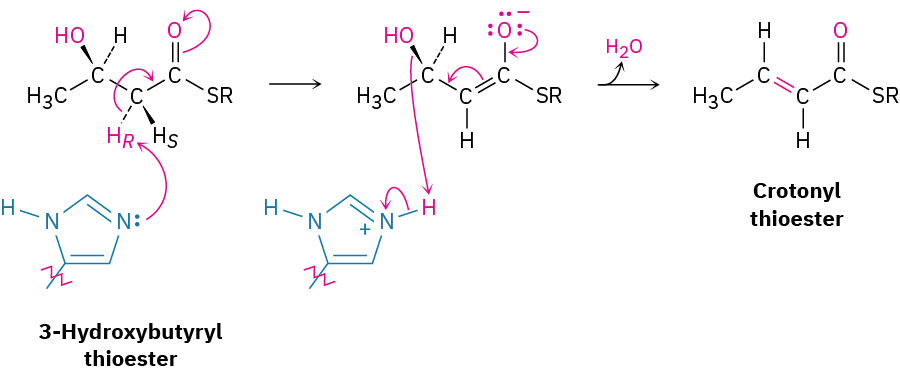 HO H O
H3C C C C SR
HR HS
H N N:
3-Hydroxybutyryl
thioester
HO H :O:−
H3C C C C SR
H
H N N H
+
H2O
H O
H3C C C C SR
H
Crotonyl
thioester